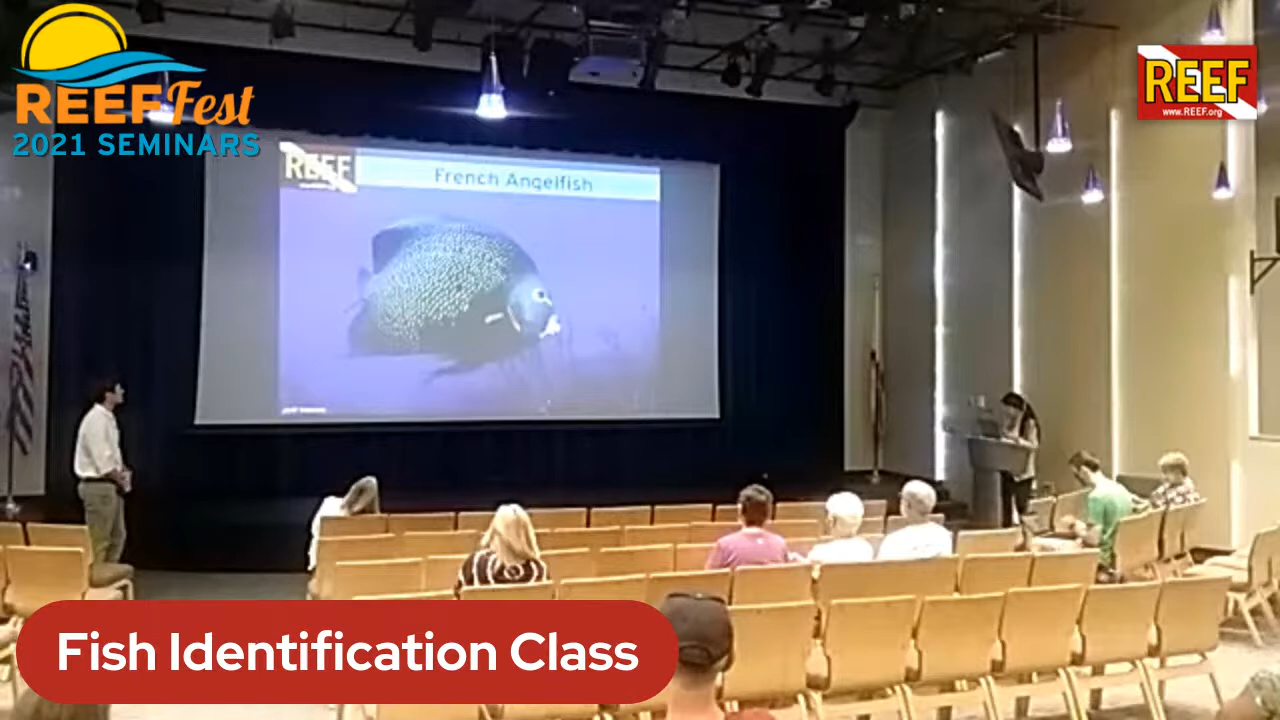 REEF Fest
2021 SEMINARS
REEF
www.REEF.org
REEF
French Angelfish
Fish Identification Class